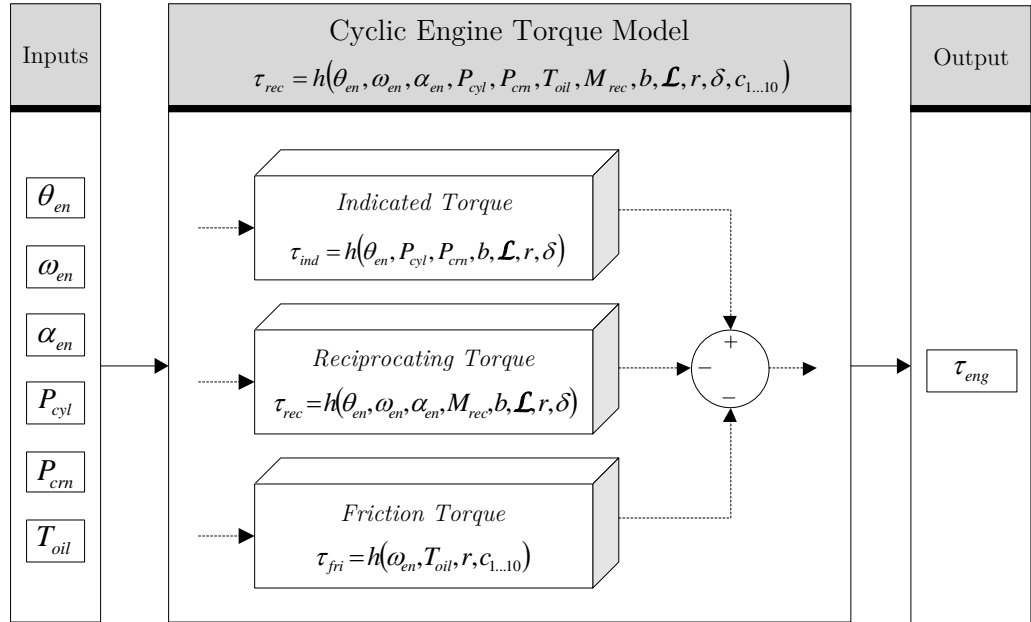 Inputs
θ_en
ω_en
α_en
P_cyl
P_crn
T_oil
Cyclic Engine Torque Model
τ_rec = h(θ_en, ω_en, α_en, P_cyl, P_crn, T_oil, M_rec, b, 𝓛, r, δ, c_1...10)
Indicated Torque
τ_ind = h(θ_en, P_cyl, P_crn, b, 𝓛, r, δ)
Reciprocating Torque
τ_rec = h(θ_en, ω_en, α_en, M_rec, b, 𝓛, r, δ)
Friction Torque
τ_fri = h(ω_en, T_oil, r, c_1...10)
+
−
−
Output
τ_eng